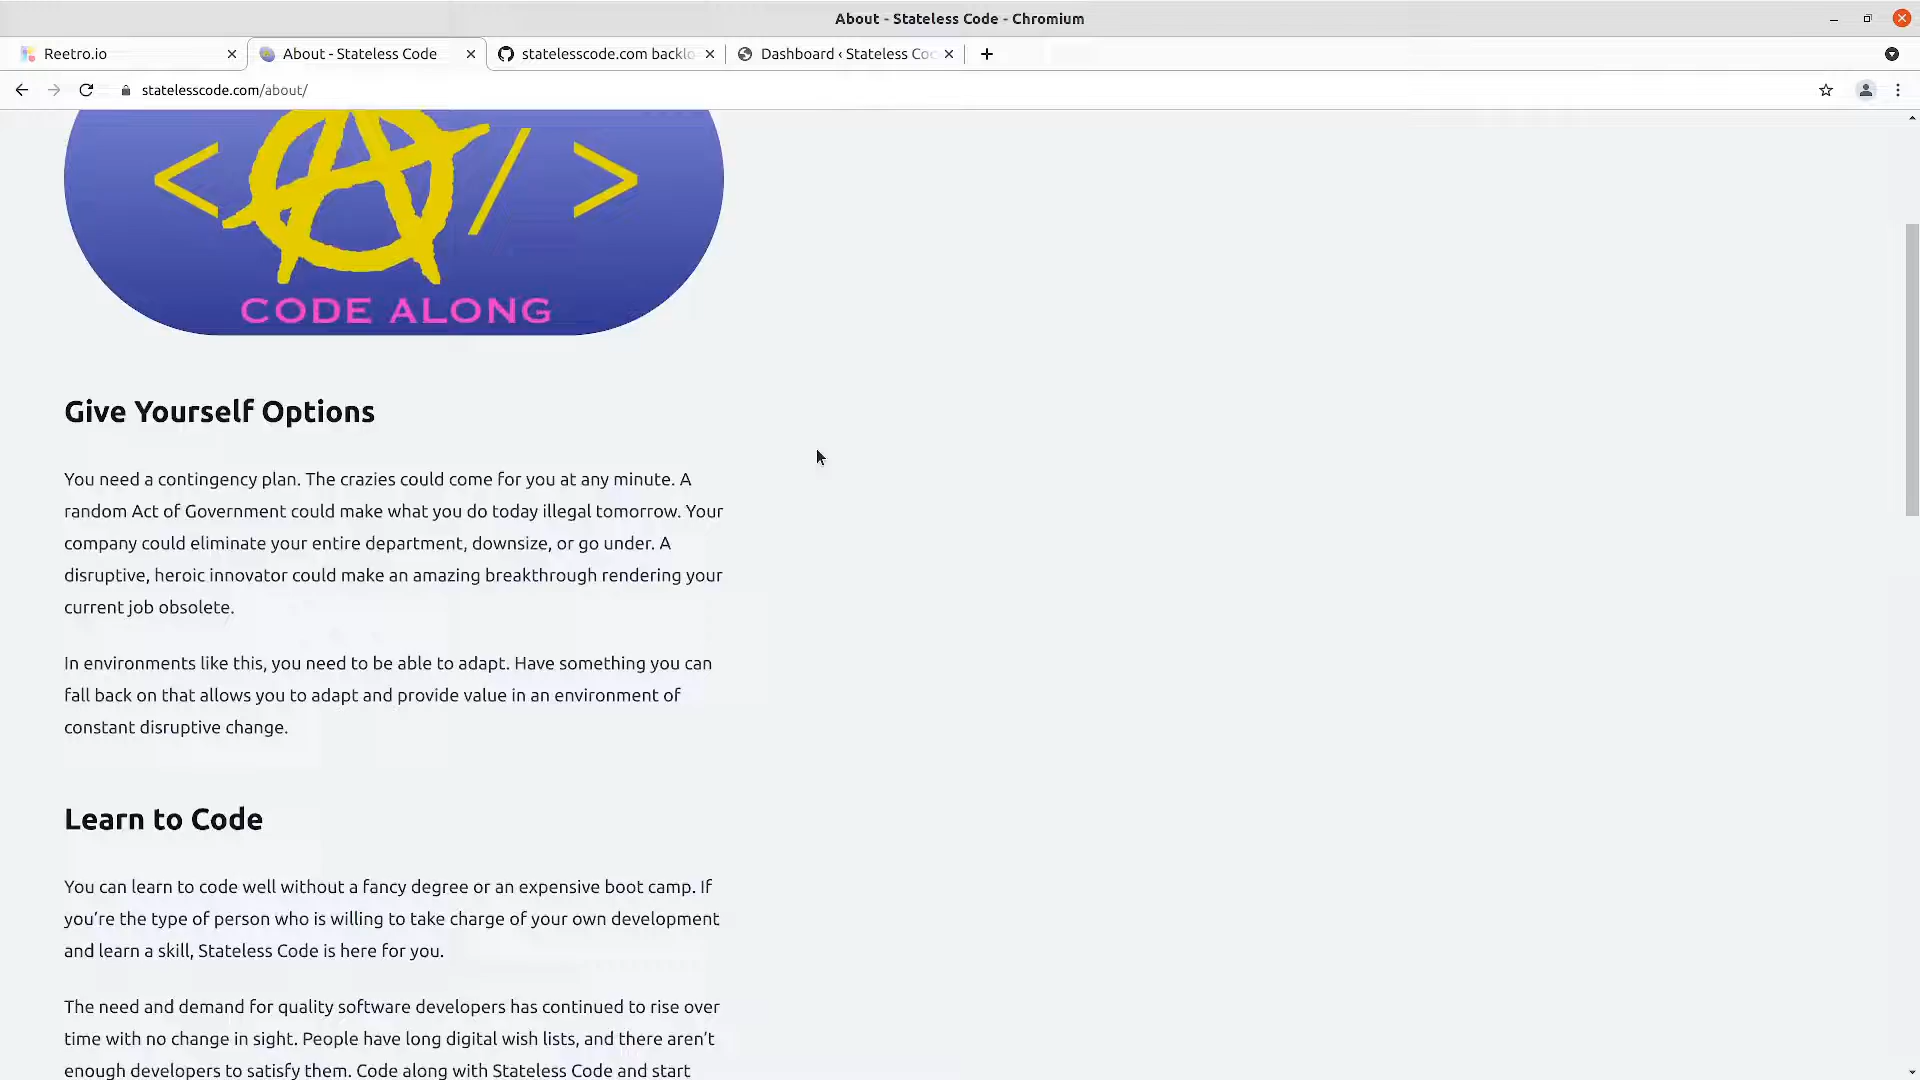 About - Stateless Code - Chromium
Reetro.io
About - Stateless Code
statelesscode.com backlo
Dashboard ‹ Stateless Coc
statelesscode.com/about/
< A / >
CODE ALONG
Give Yourself Options
You need a contingency plan. The crazies could come for you at any minute. A
random Act of Government could make what you do today illegal tomorrow. Your
company could eliminate your entire department, downsize, or go under. A
disruptive, heroic innovator could make an amazing breakthrough rendering your
current job obsolete.
In environments like this, you need to be able to adapt. Have something you can
fall back on that allows you to adapt and provide value in an environment of
constant disruptive change.
Learn to Code
You can learn to code well without a fancy degree or an expensive boot camp. If
you’re the type of person who is willing to take charge of your own development
and learn a skill, Stateless Code is here for you.
The need and demand for quality software developers has continued to rise over
time with no change in sight. People have long digital wish lists, and there aren’t
enough developers to satisfy them. Code along with Stateless Code and start